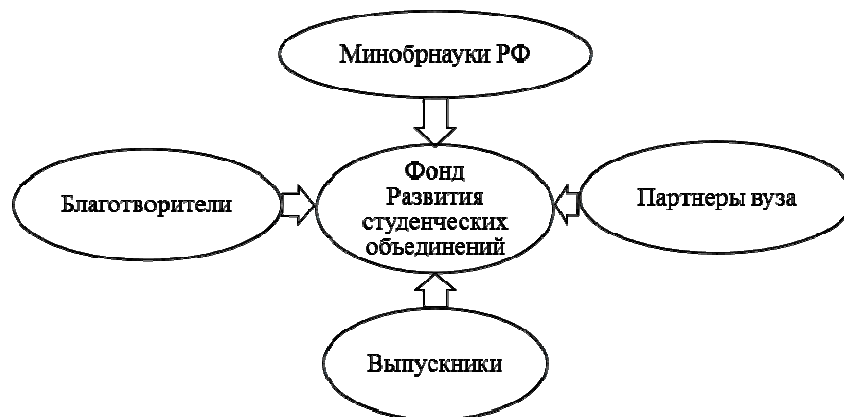 Минобрнауки РФ
Благотворители
Фонд
Развития
студенческих
объединений
Партнеры вуза
Выпускники